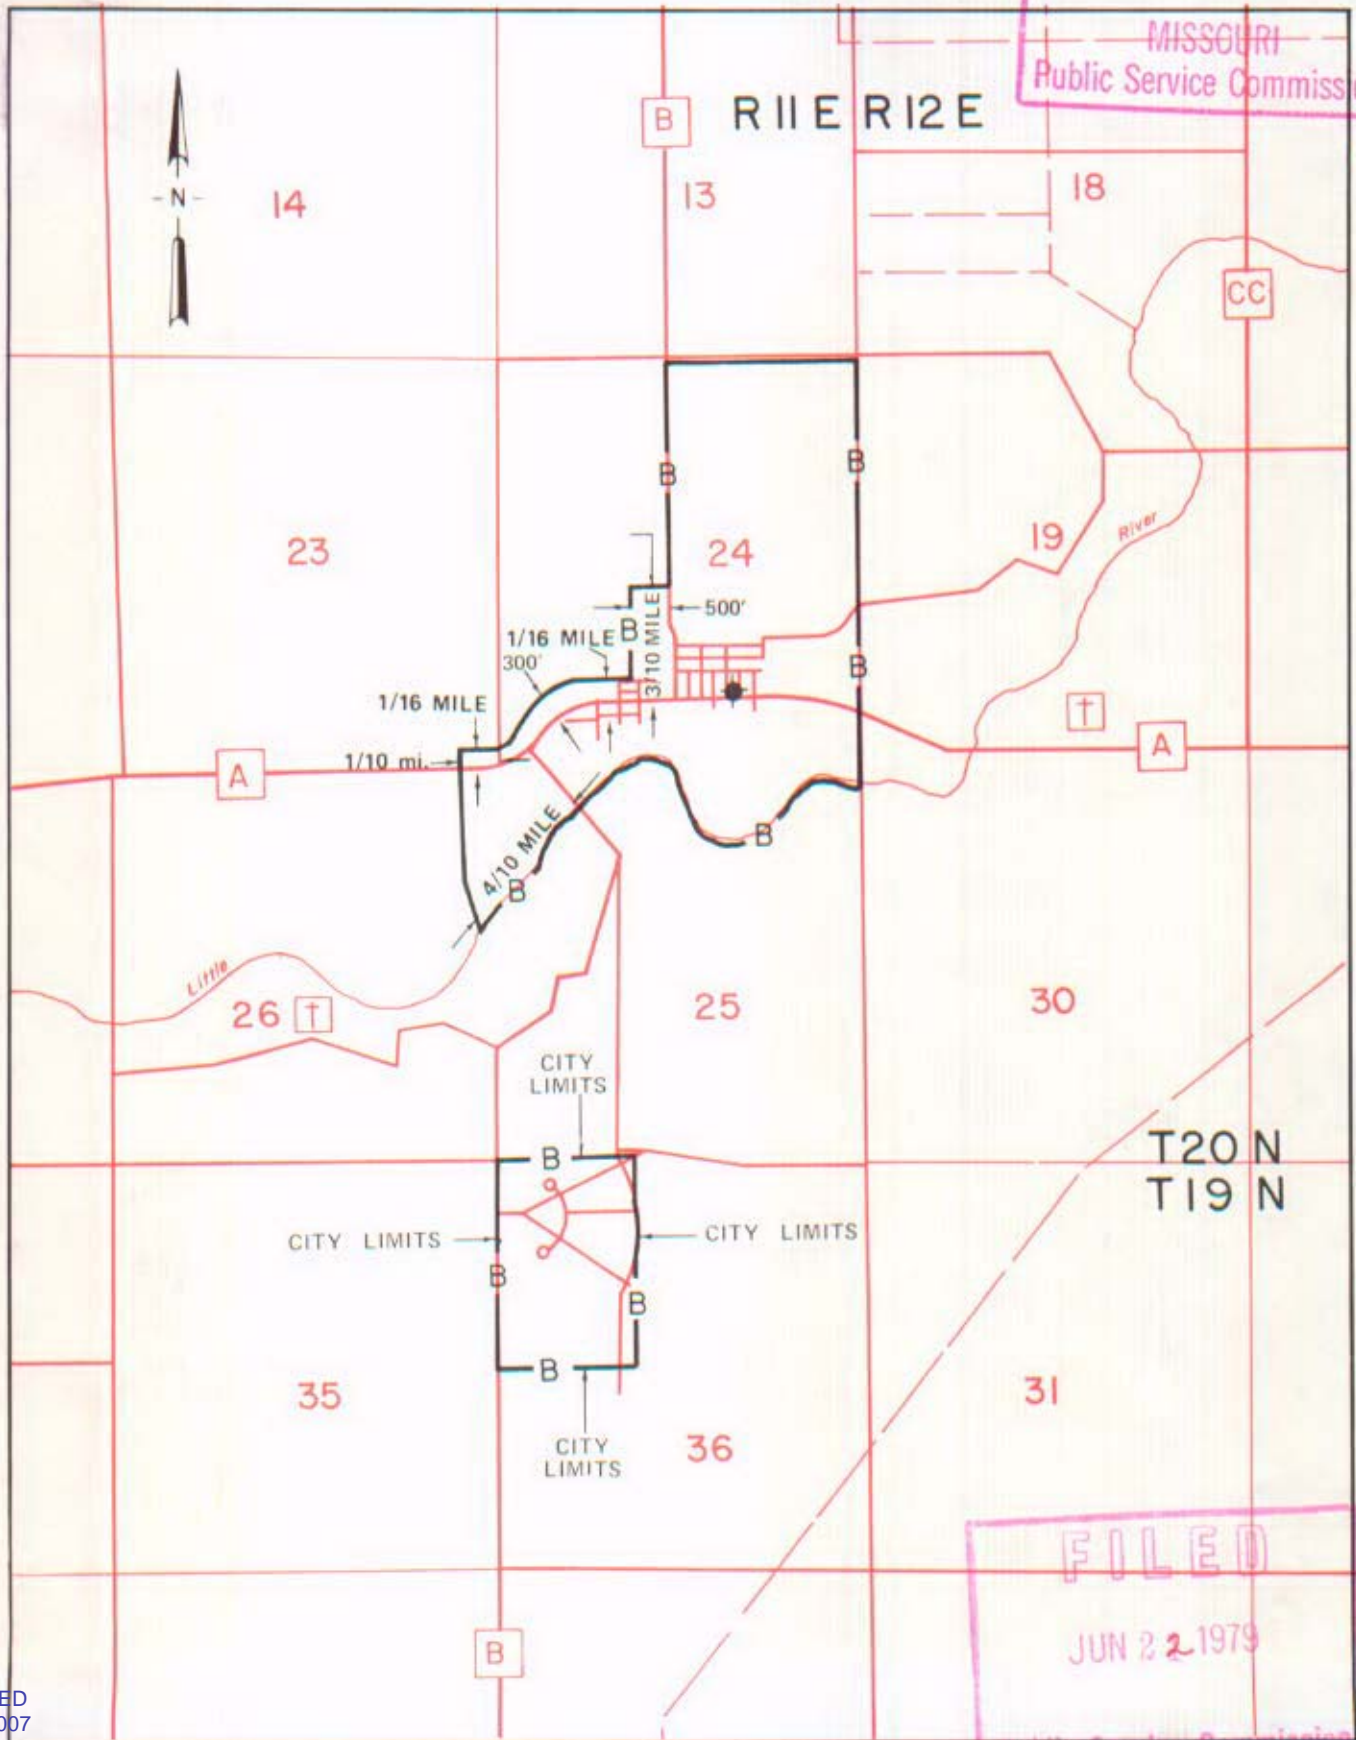 MISSOURI
Public Service Commiss
B
R11E R12E
N
14
13
18
CC
B
B
23
24
19
River
500'
B
3/10 MILE
1/16 MILE
300'
1/16 MILE
B
†
A
1/10 mi.
A
4/10 MILE
B
B
Little
26 †
25
30
CITY
LIMITS
T20N
T19N
B
CITY LIMITS
CITY LIMITS
B
B
B
35
31
CITY
LIMITS
36
FILED
JUN 22 1979
B
ED
007